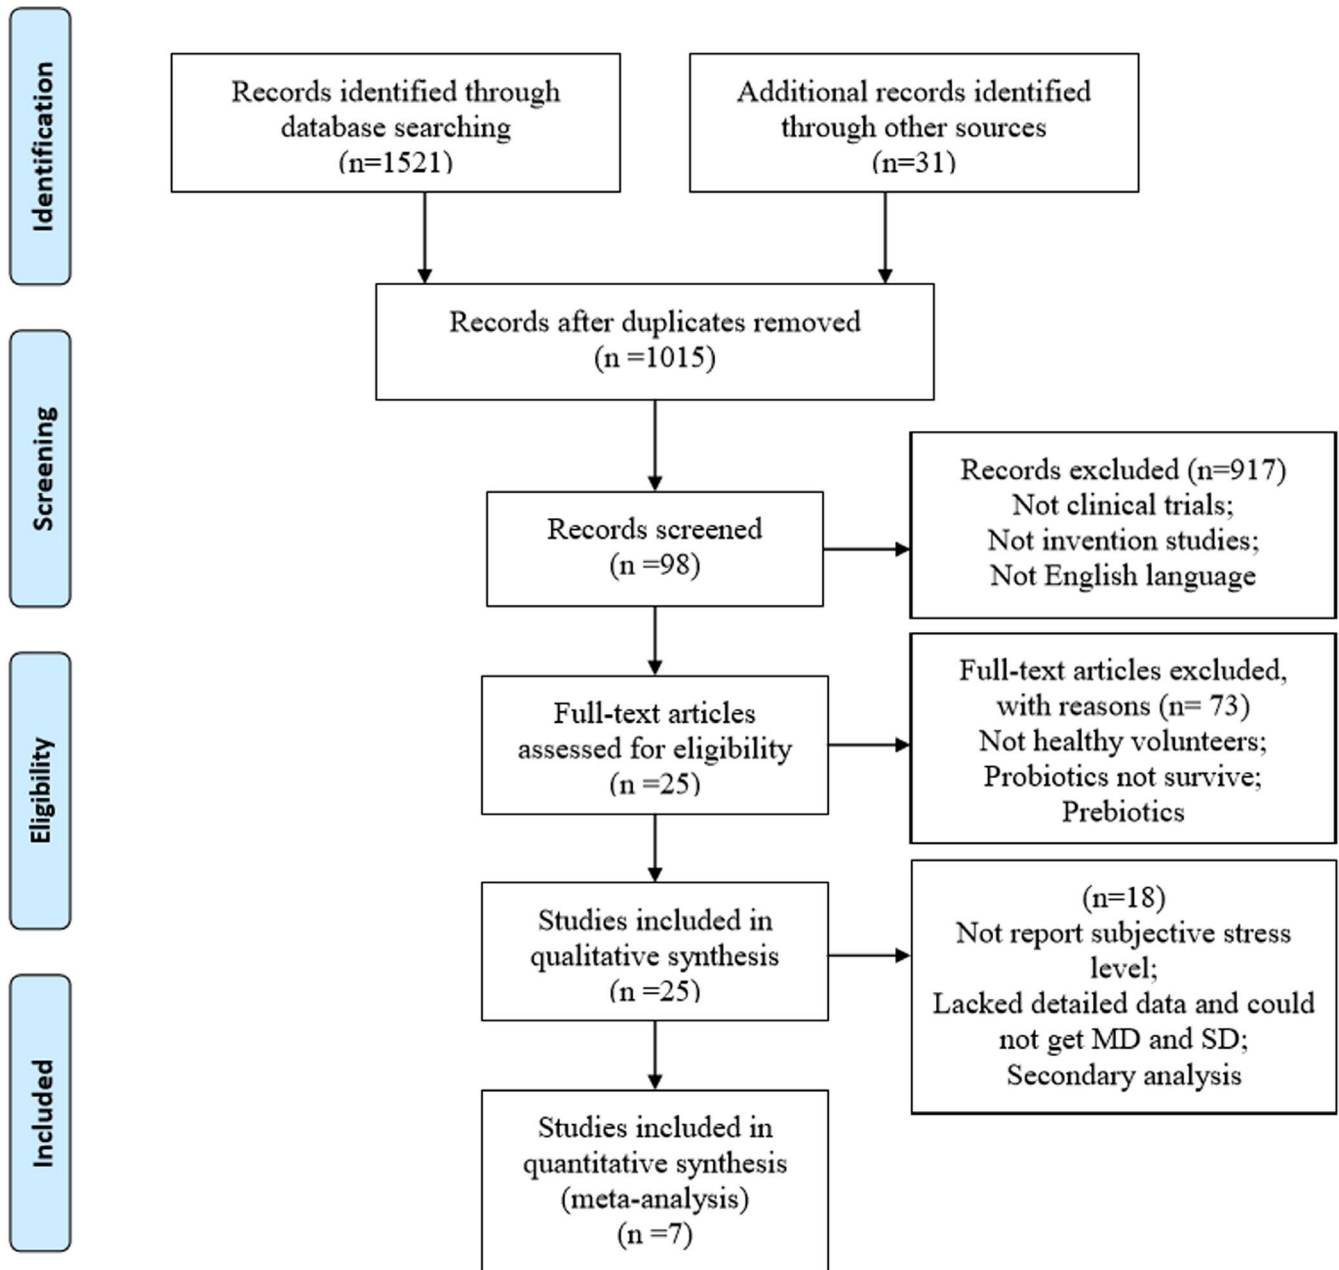 Identification
Records identified through
database searching
(n=1521)
Additional records identified
through other sources
(n=31)
Records after duplicates removed
(n =1015)
Screening
Records screened
(n =98)
Records excluded (n=917)
Not clinical trials;
Not invention studies;
Not English language
Eligibility
Full-text articles
assessed for eligibility
(n =25)
Full-text articles excluded,
with reasons (n= 73)
Not healthy volunteers;
Probiotics not survive;
Prebiotics
Studies included in
qualitative synthesis
(n =25)
(n=18)
Not report subjective stress
level;
Lacked detailed data and could
not get MD and SD;
Secondary analysis
Included
Studies included in
quantitative synthesis
(meta-analysis)
(n =7)